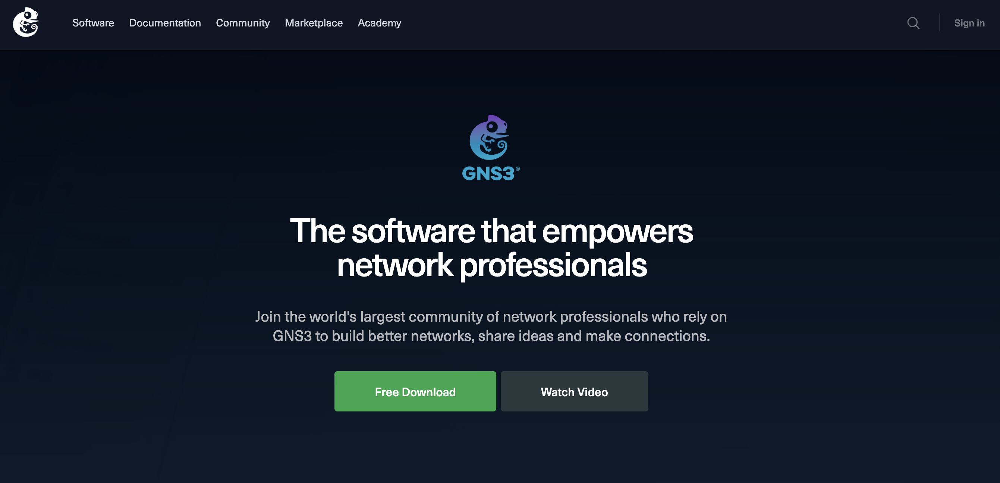 Software Documentation Community Marketplace Academy Sign in
GNS3®
The software that empowers
network professionals
Join the world's largest community of network professionals who rely on
GNS3 to build better networks, share ideas and make connections.
Free Download Watch Video